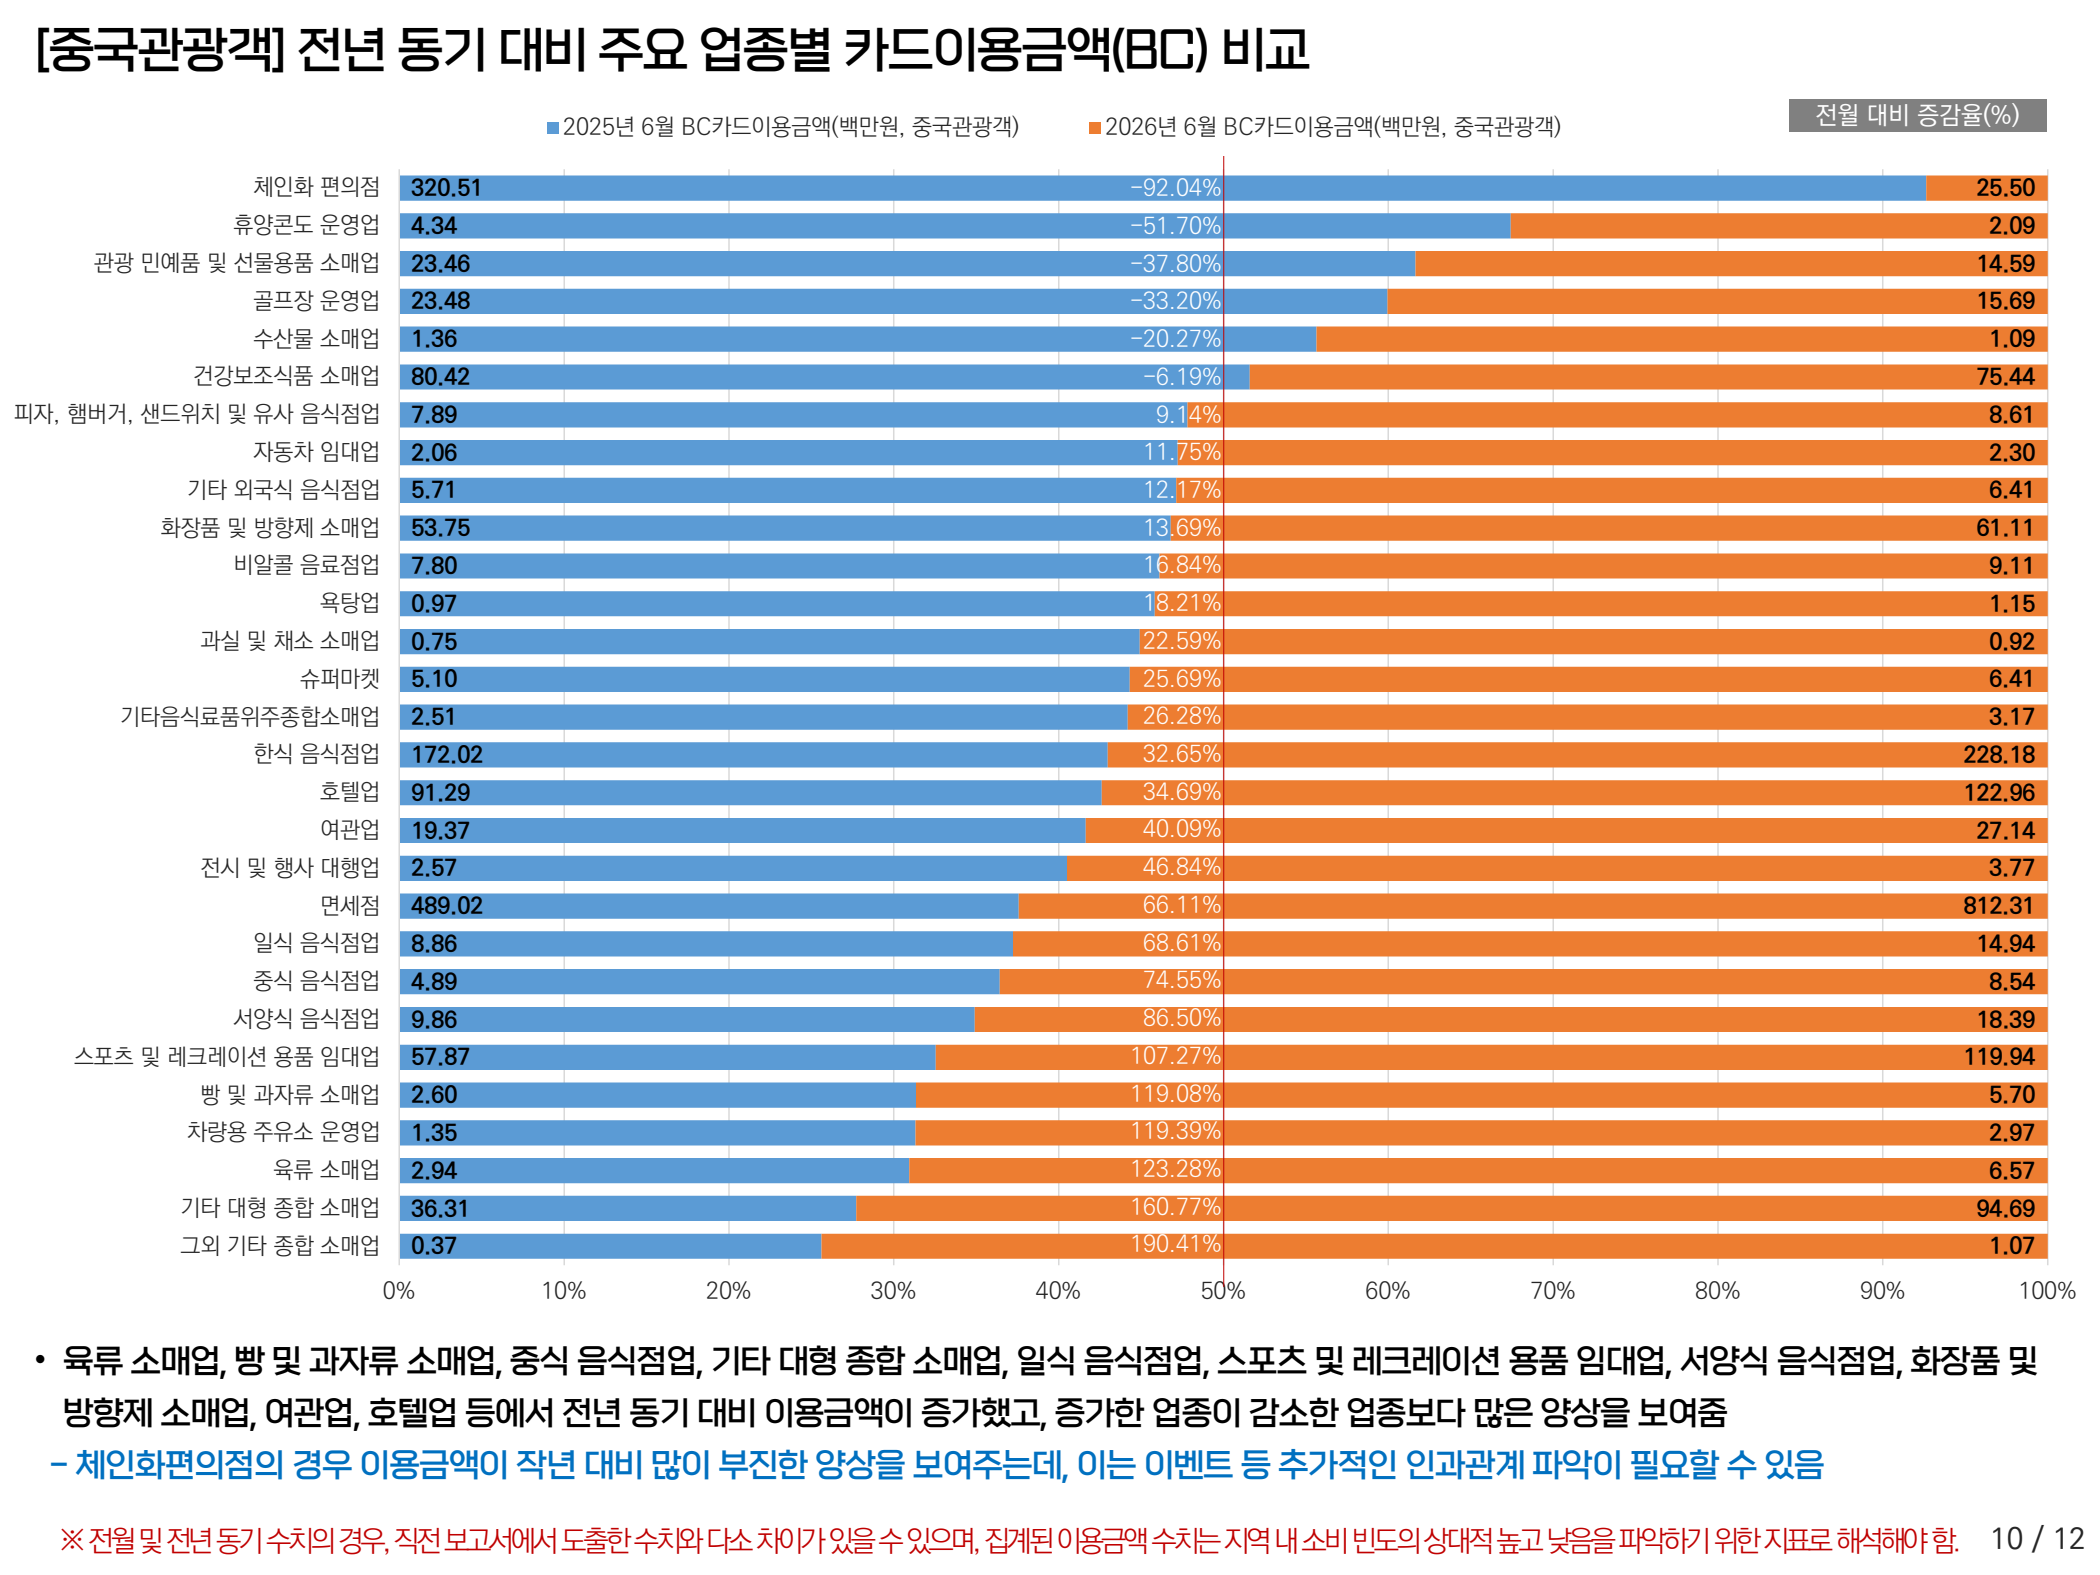 [중국관광객] 전년 동기 대비 주요 업종별 카드이용금액(BC) 비교
2025년 6월 BC카드이용금액(백만원, 중국관광객) 2026년 6월 BC카드이용금액(백만원, 중국관광객) 전월 대비 증감율(%)
체인화 편의점 320.51 -92.04% 25.50
휴양콘도 운영업 4.34 -51.70% 2.09
관광 민예품 및 선물용품 소매업 23.46 -37.80% 14.59
골프장 운영업 23.48 -33.20% 15.69
수산물 소매업 1.36 -20.27% 1.09
건강보조식품 소매업 80.42 -6.19% 75.44
피자, 햄버거, 샌드위치 및 유사 음식점업 7.89 9.14% 8.61
자동차 임대업 2.06 11.75% 2.30
기타 외국식 음식점업 5.71 12.17% 6.41
화장품 및 방향제 소매업 53.75 13.69% 61.11
비알콜 음료점업 7.80 16.84% 9.11
욕탕업 0.97 18.21% 1.15
과실 및 채소 소매업 0.75 22.59% 0.92
슈퍼마켓 5.10 25.69% 6.41
기타음식료품위주종합소매업 2.51 26.28% 3.17
한식 음식점업 172.02 32.65% 228.18
호텔업 91.29 34.69% 122.96
여관업 19.37 40.09% 27.14
전시 및 행사 대행업 2.57 46.84% 3.77
면세점 489.02 66.11% 812.31
일식 음식점업 8.86 68.61% 14.94
중식 음식점업 4.89 74.55% 8.54
서양식 음식점업 9.86 86.50% 18.39
스포츠 및 레크레이션 용품 임대업 57.87 107.27% 119.94
빵 및 과자류 소매업 2.60 119.08% 5.70
차량용 주유소 운영업 1.35 119.39% 2.97
육류 소매업 2.94 123.28% 6.57
기타 대형 종합 소매업 36.31 160.77% 94.69
그외 기타 종합 소매업 0.37 190.41% 1.07
0% 10% 20% 30% 40% 50% 60% 70% 80% 90% 100%
• 육류 소매업, 빵 및 과자류 소매업, 중식 음식점업, 기타 대형 종합 소매업, 일식 음식점업, 스포츠 및 레크레이션 용품 임대업, 서양식 음식점업, 화장품 및
방향제 소매업, 여관업, 호텔업 등에서 전년 동기 대비 이용금액이 증가했고, 증가한 업종이 감소한 업종보다 많은 양상을 보여줌
- 체인화편의점의 경우 이용금액이 작년 대비 많이 부진한 양상을 보여주는데, 이는 이벤트 등 추가적인 인과관계 파악이 필요할 수 있음
※ 전월 및 전년 동기 수치의 경우, 직전 보고서에서 도출한 수치와 다소 차이가 있을 수 있으며, 집계된 이용금액 수치는 지역 내 소비 빈도의 상대적 높고 낮음을 파악하기 위한 지표로 해석해야 함. 10 / 12